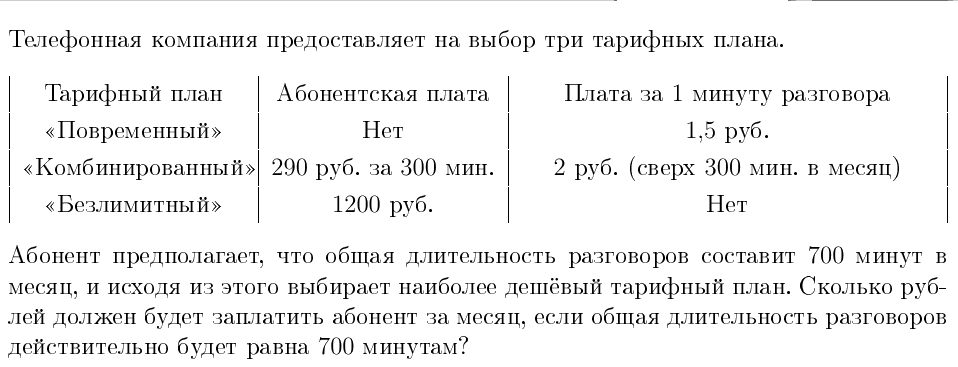 Телефонная компания предоставляет на выбор три тарифных плана.
Тарифный план Абонентская плата Плата за 1 минуту разговора
«Повременный» Нет 1,5 руб.
«Комбинированный» 290 руб. за 300 мин. 2 руб. (сверх 300 мин. в месяц)
«Безлимитный» 1200 руб. Нет
Абонент предполагает, что общая длительность разговоров составит 700 минут в
месяц, и исходя из этого выбирает наиболее дешёвый тарифный план. Сколько руб-
лей должен будет заплатить абонент за месяц, если общая длительность разговоров
действительно будет равна 700 минутам?